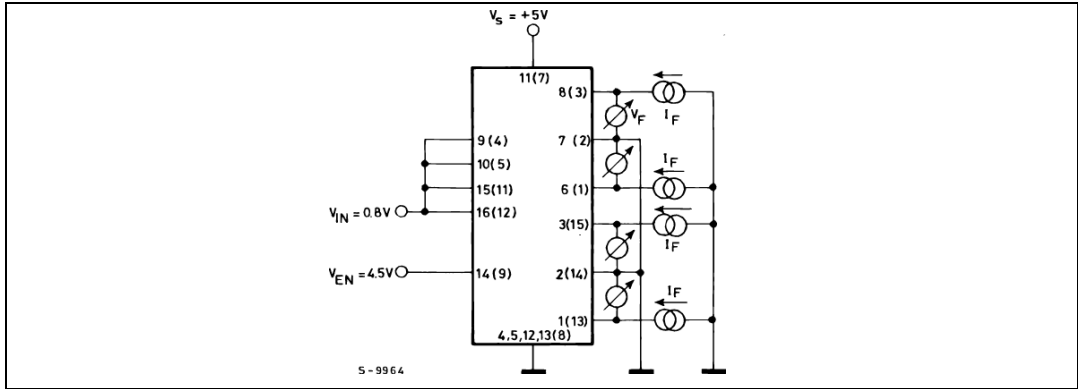 Vs = +5V
11(7)
8(3)
IF
VF
9(4)
7 (2)
10(5)
IF
15(11)
6(1)
VIN = 0.8V
16(12)
3(15)
IF
VEN = 4.5V
14(9)
2(14)
IF
1(13)
4,5,12,13(8)
S-9964